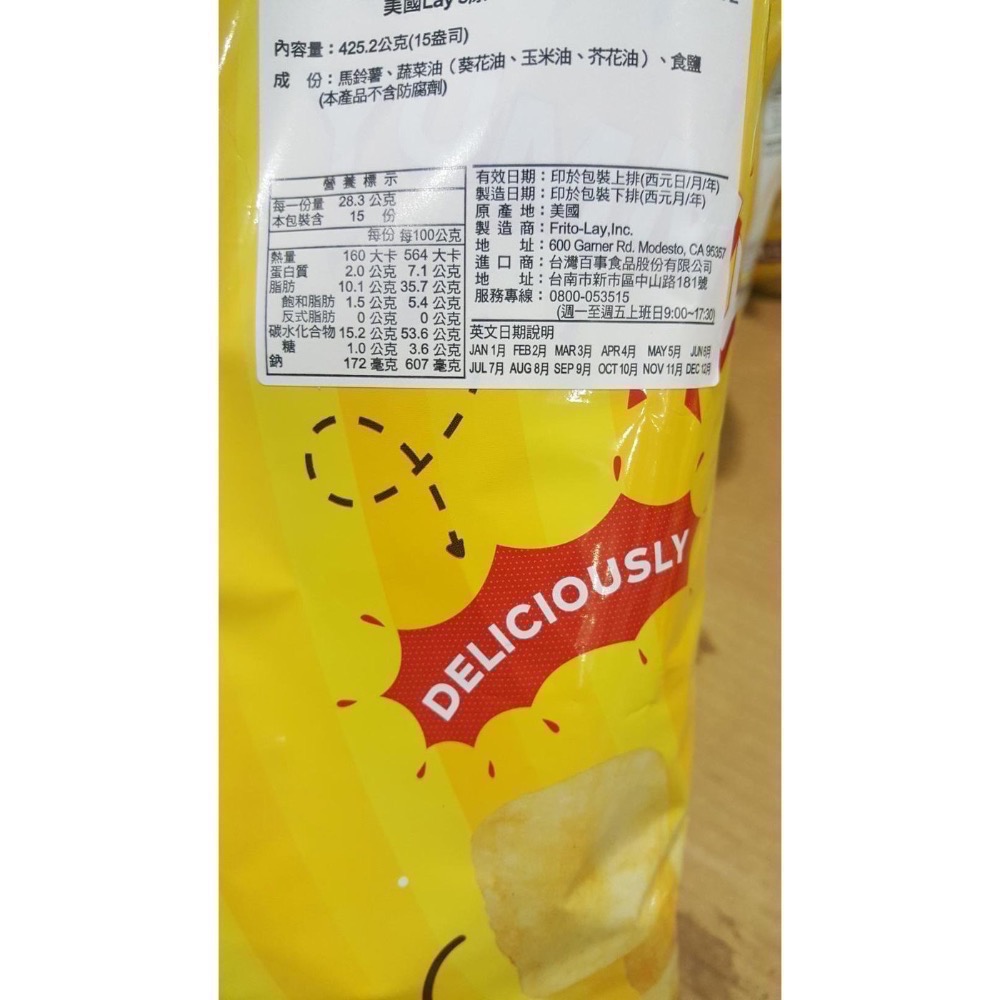 美國Lay's
內容量：425.2公克(15盎司)
成 份：馬鈴薯、蔬菜油（葵花油、玉米油、芥花油）、食鹽
(本產品不含防腐劑)
營養標示
每一份量 28.3 公克
本包裝含 15 份
每份 每100公克
熱量 160 大卡 564 大卡
蛋白質 2.0 公克 7.1 公克
脂肪 10.1 公克 35.7 公克
飽和脂肪 1.5 公克 5.4 公克
反式脂肪 0 公克 0 公克
碳水化合物 15.2 公克 53.6 公克
糖 1.0 公克 3.6 公克
鈉 172 毫克 607 毫克
有效日期：印於包裝上排(西元日/月/年)
製造日期：印於包裝下排(西元月/年)
原產地：美國
製造商：Frito-Lay,Inc.
地 址：600 Garner Rd. Modesto, CA 95357
進口商：台灣百事食品股份有限公司
地 址：台南市新市區中山路181號
服務專線：0800-053515
(週一至週五上班日9:00~17:30)
英文日期說明
JAN 1月 FEB 2月 MAR 3月 APR 4月 MAY 5月 JUN 6月
JUL 7月 AUG 8月 SEP 9月 OCT 10月 NOV 11月 DEC 12月
DELICIOUSLY